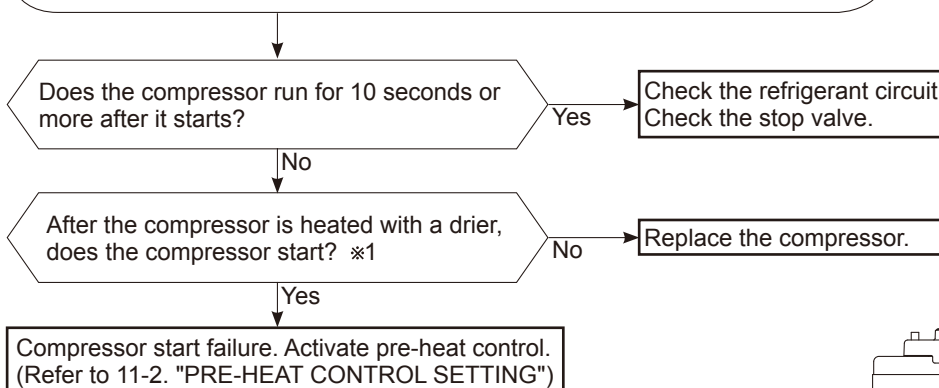 Does the compressor run for 10 seconds or
more after it starts?
Yes
Check the refrigerant circuit
Check the stop valve.
No
After the compressor is heated with a drier,
does the compressor start? ※1
No
Replace the compressor.
Yes
Compressor start failure. Activate pre-heat control.
(Refer to 11-2. "PRE-HEAT CONTROL SETTING")